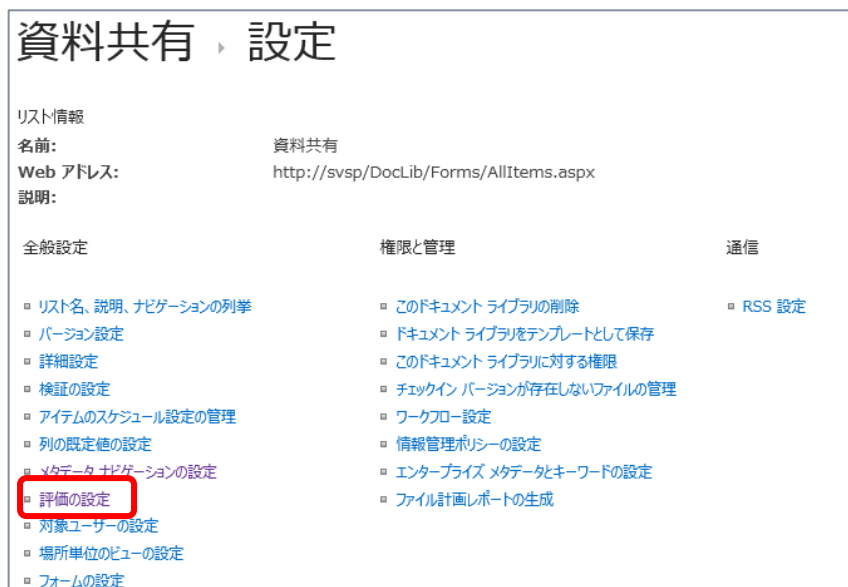 資料共有 ▸ 設定
リスト情報
名前: 資料共有
Web アドレス: http://svsp/DocLib/Forms/AllItems.aspx
説明:
全般設定
リスト名、説明、ナビゲーションの列挙
バージョン設定
詳細設定
検証の設定
アイテムのスケジュール設定の管理
列の既定値の設定
メタデータ ナビゲーションの設定
評価の設定
対象ユーザーの設定
場所単位のビューの設定
フォームの設定
権限と管理
このドキュメント ライブラリの削除
ドキュメント ライブラリをテンプレートとして保存
このドキュメント ライブラリに対する権限
チェックイン バージョンが存在しないファイルの管理
ワークフロー設定
情報管理ポリシーの設定
エンタープライズ メタデータとキーワードの設定
ファイル計画レポートの生成
通信
RSS 設定